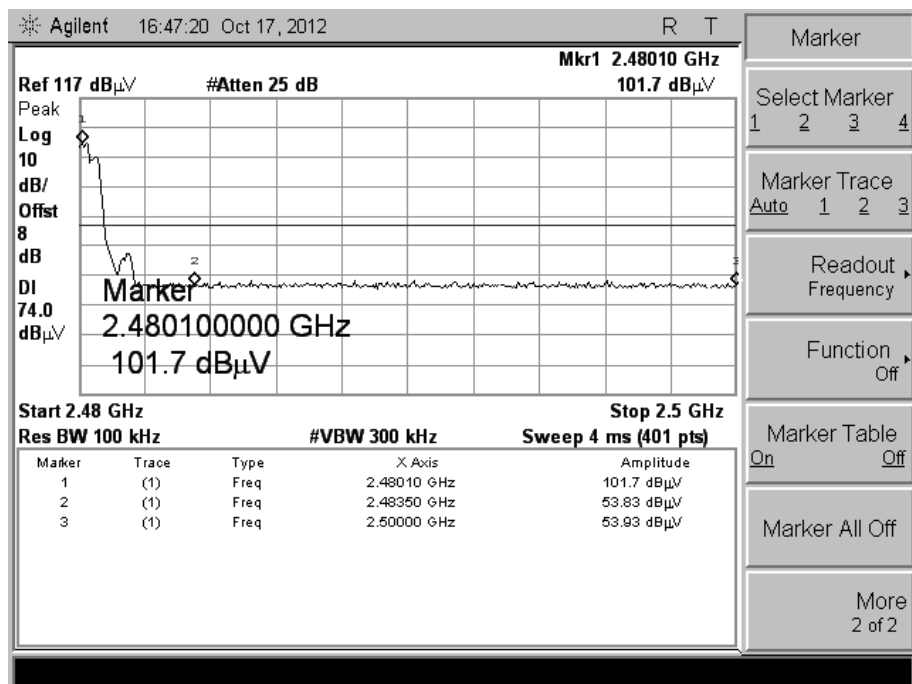 Agilent 16:47:20 Oct 17, 2012 R T
Mkr1 2.48010 GHz
Ref 117 dBµV #Atten 25 dB 101.7 dBµV
Peak
Log
10
dB/
Offst
8
dB
DI
74.0
dBµV
1
2
3
Marker
2.480100000 GHz
101.7 dBµV
Start 2.48 GHz Stop 2.5 GHz
Res BW 100 kHz #VBW 300 kHz Sweep 4 ms (401 pts)
Marker Trace Type X Axis Amplitude
1 (1) Freq 2.48010 GHz 101.7 dBµV
2 (1) Freq 2.48350 GHz 53.83 dBµV
3 (1) Freq 2.50000 GHz 53.93 dBµV
Marker
Select Marker
1 2 3 4
Marker Trace
Auto 1 2 3
Readout
Frequency
Function
Off
Marker Table
On Off
Marker All Off
More
2 of 2